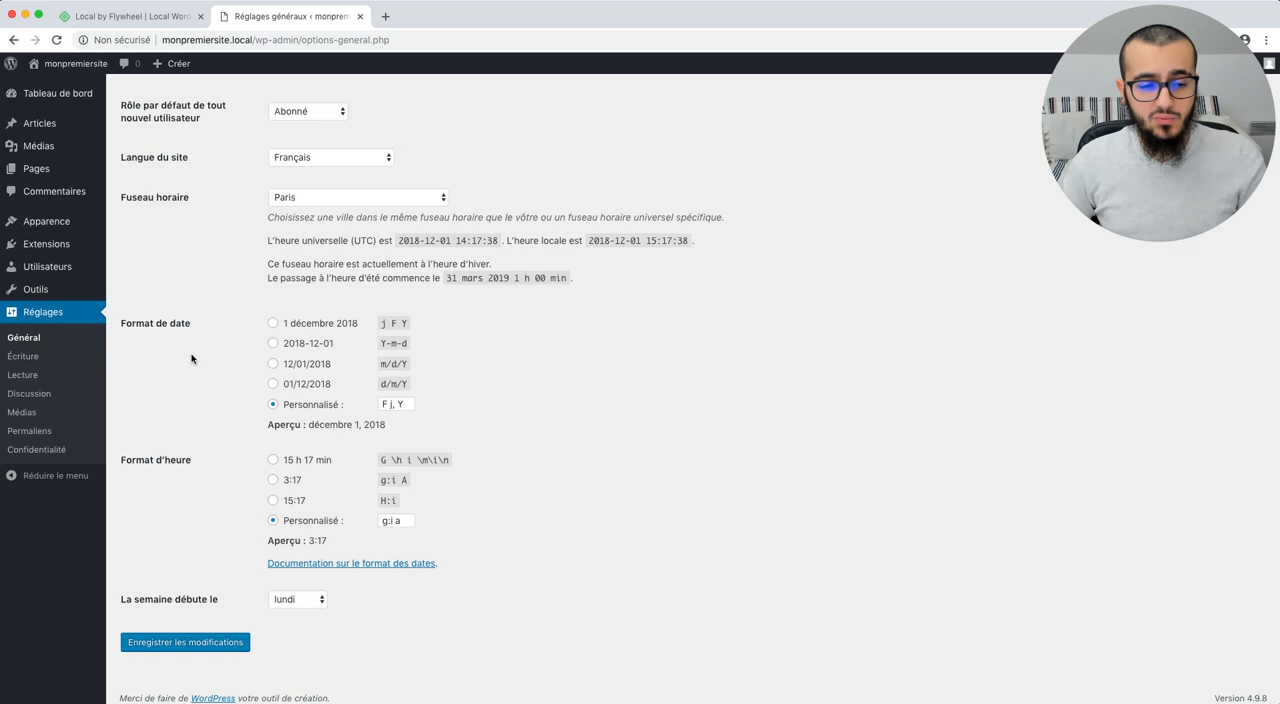 Local by Flywheel | Local Wor
Réglages généraux ‹ monprem
Non sécurisé | monpremiersite.local/wp-admin/options-general.php
monpremiersite 0 Créer
Tableau de bord
Articles
Médias
Pages
Commentaires
Apparence
Extensions
Utilisateurs
Outils
Réglages
Général
Écriture
Lecture
Discussion
Médias
Permaliens
Confidentialité
Réduire le menu
Rôle par défaut de tout
nouvel utilisateur
Abonné
Langue du site
Français
Fuseau horaire
Paris
Choisissez une ville dans le même fuseau horaire que le vôtre ou un fuseau horaire universel spécifique.
L'heure universelle (UTC) est 2018-12-01 14:17:38 . L'heure locale est 2018-12-01 15:17:38 .
Ce fuseau horaire est actuellement à l'heure d'hiver.
Le passage à l'heure d'été commence le 31 mars 2019 1 h 00 min .
Format de date
1 décembre 2018 j F Y
2018-12-01 Y-m-d
12/01/2018 m/d/Y
01/12/2018 d/m/Y
Personnalisé : F j, Y
Aperçu : décembre 1, 2018
Format d'heure
15 h 17 min G \h i \m\i\n
3:17 g:i A
15:17 H:i
Personnalisé : g:i a
Aperçu : 3:17
Documentation sur le format des dates.
La semaine débute le
lundi
Enregistrer les modifications
Merci de faire de WordPress votre outil de création.
Version 4.9.8